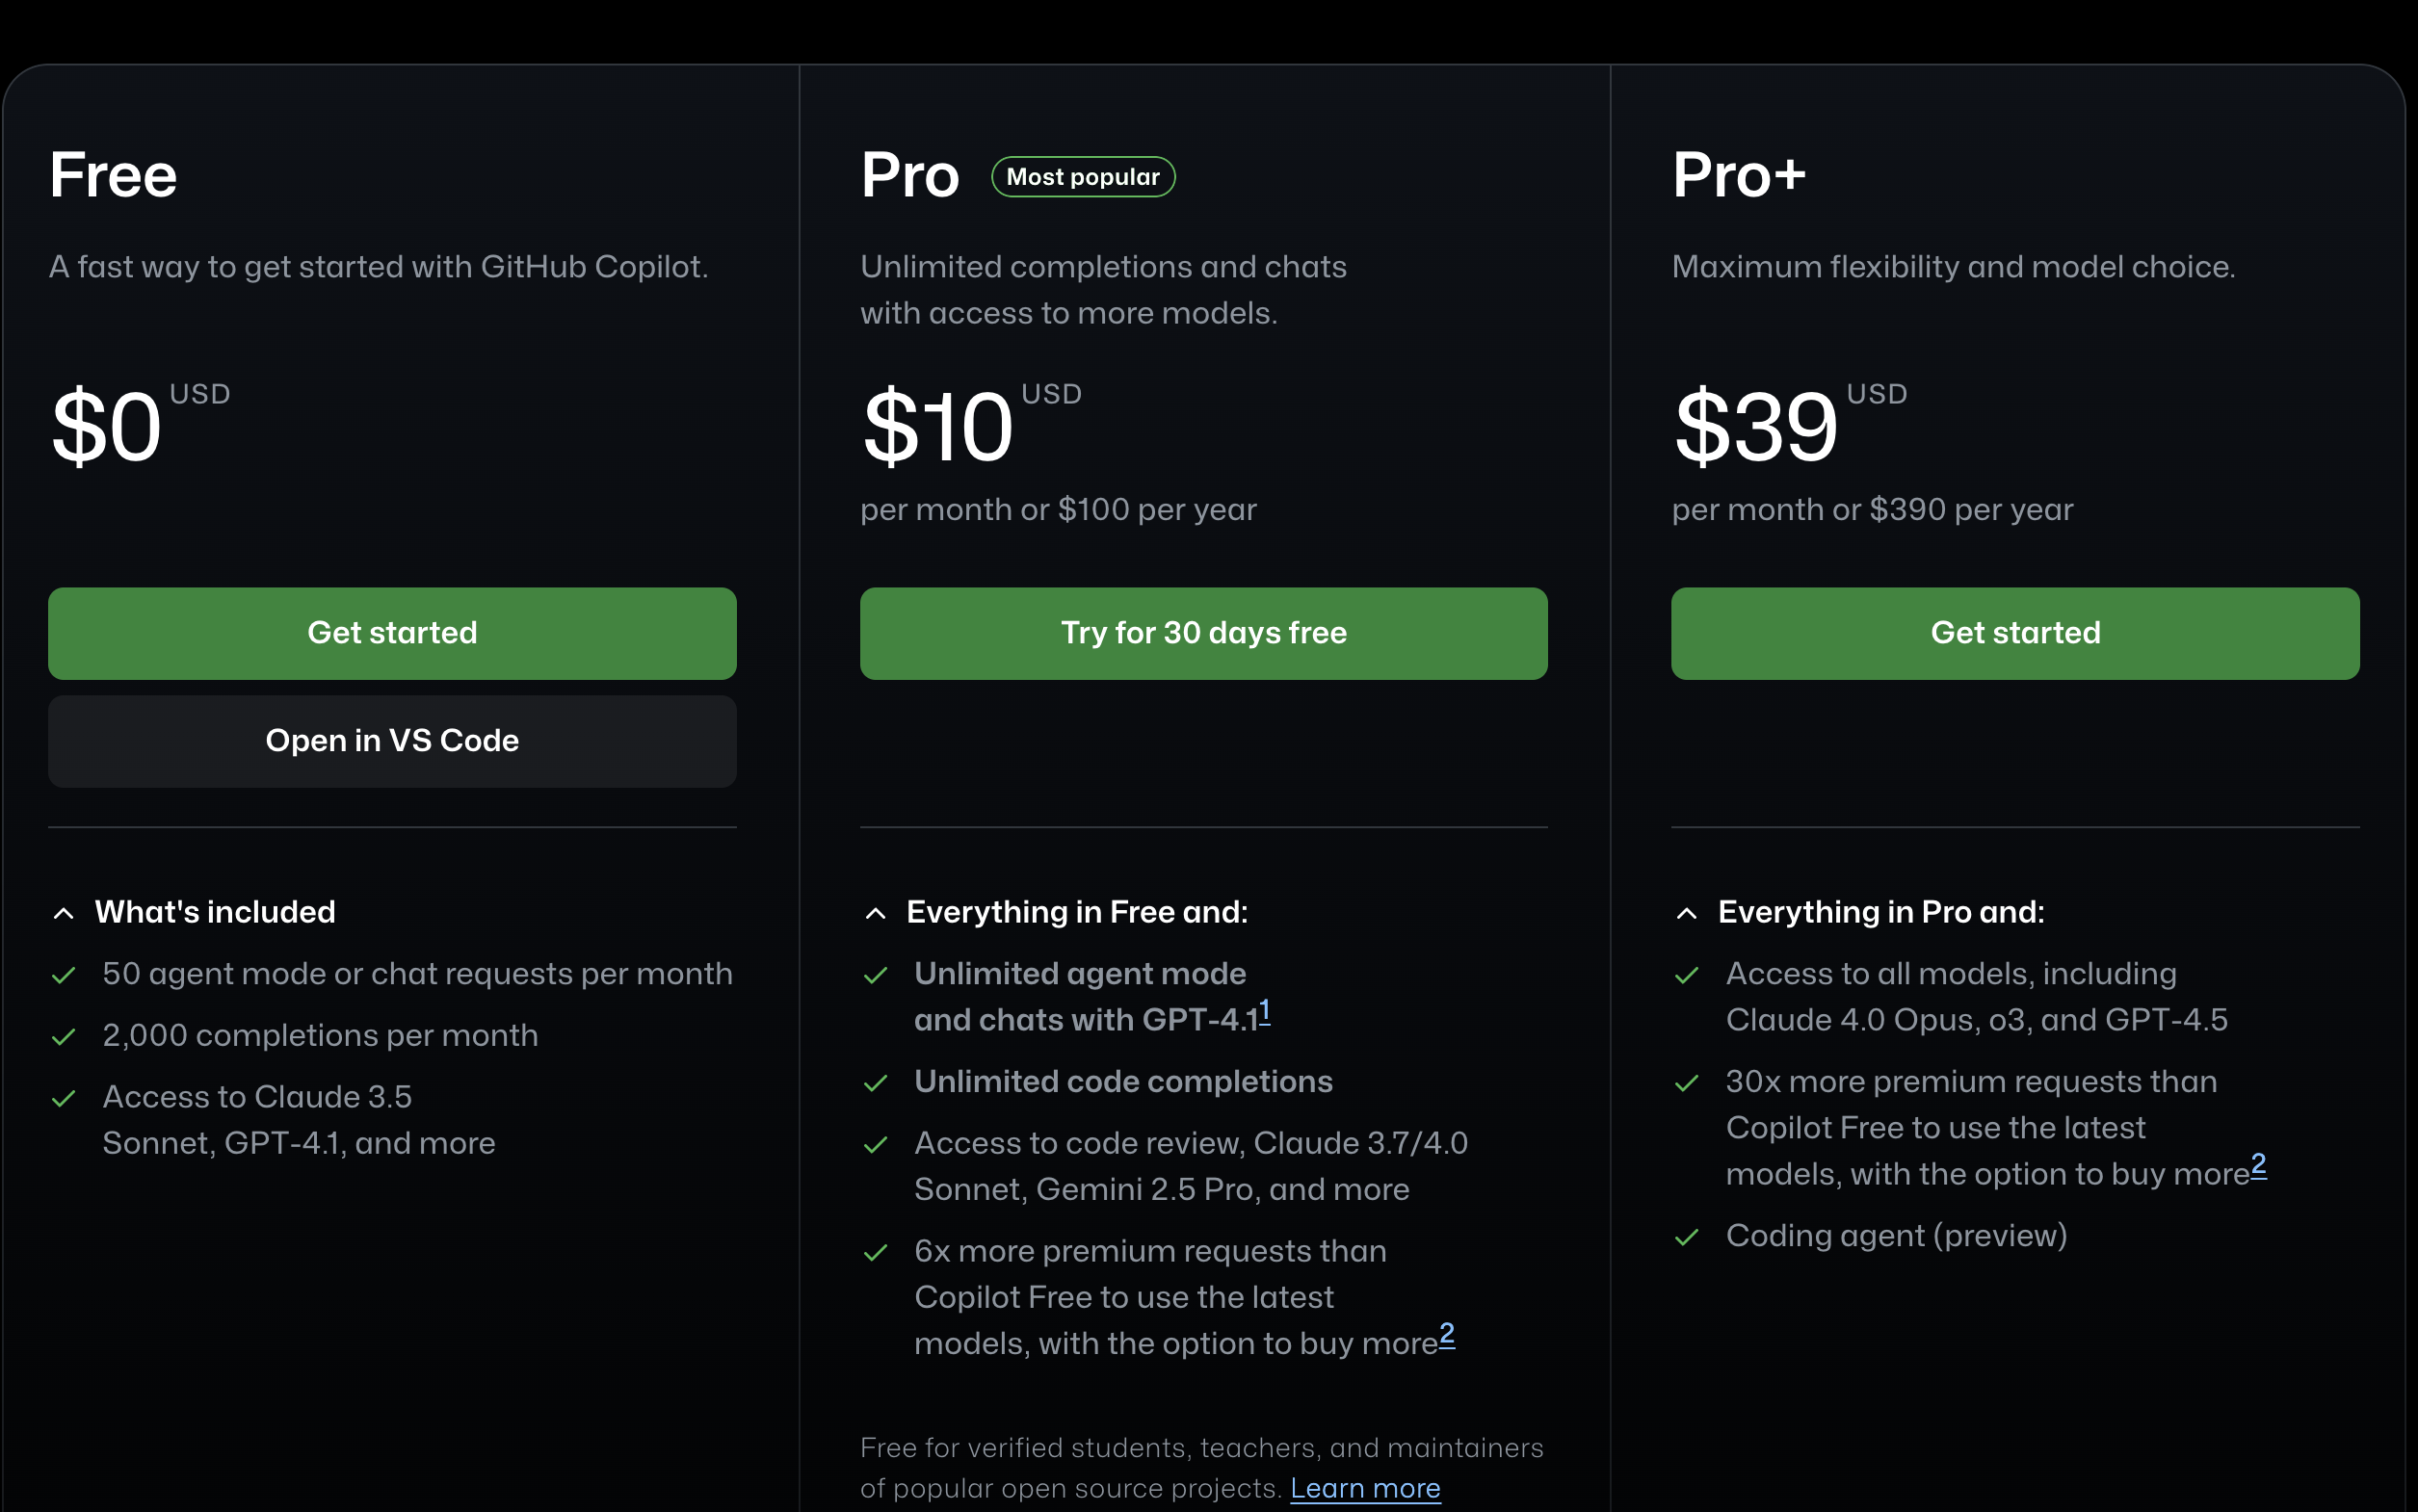 Free
A fast way to get started with GitHub Copilot.
$0 USD
Get started
Open in VS Code
What's included
50 agent mode or chat requests per month
2,000 completions per month
Access to Claude 3.5
Sonnet, GPT-4.1, and more
Pro Most popular
Unlimited completions and chats
with access to more models.
$10 USD
per month or $100 per year
Try for 30 days free
Everything in Free and:
Unlimited agent mode
and chats with GPT-4.1 1
Unlimited code completions
Access to code review, Claude 3.7/4.0
Sonnet, Gemini 2.5 Pro, and more
6x more premium requests than
Copilot Free to use the latest
models, with the option to buy more 2
Free for verified students, teachers, and maintainers
of popular open source projects. Learn more
Pro+
Maximum flexibility and model choice.
$39 USD
per month or $390 per year
Get started
Everything in Pro and:
Access to all models, including
Claude 4.0 Opus, o3, and GPT-4.5
30x more premium requests than
Copilot Free to use the latest
models, with the option to buy more 2
Coding agent (preview)